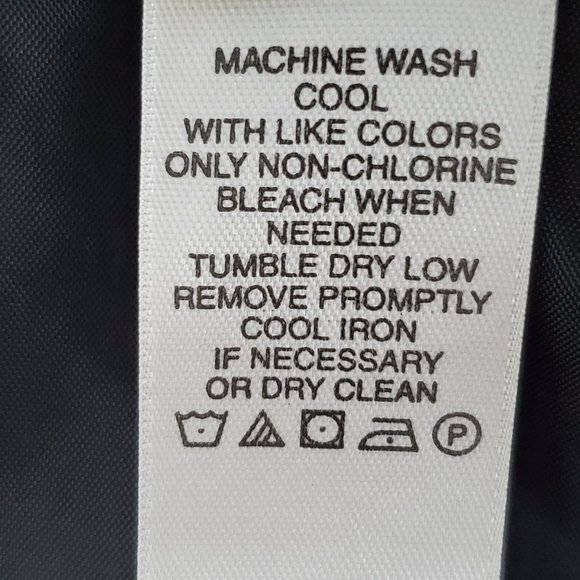 MACHINE WASH
COOL
WITH LIKE COLORS
ONLY NON-CHLORINE
BLEACH WHEN
NEEDED
TUMBLE DRY LOW
REMOVE PROMPTLY
COOL IRON
IF NECESSARY
OR DRY CLEAN
P